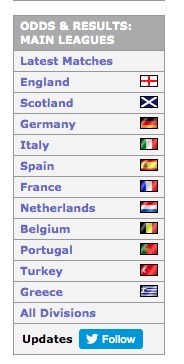 ODDS & RESULTS:
MAIN LEAGUES
Latest Matches
England
Scotland
Germany
Italy
Spain
France
Netherlands
Belgium
Portugal
Turkey
Greece
All Divisions
Updates Follow